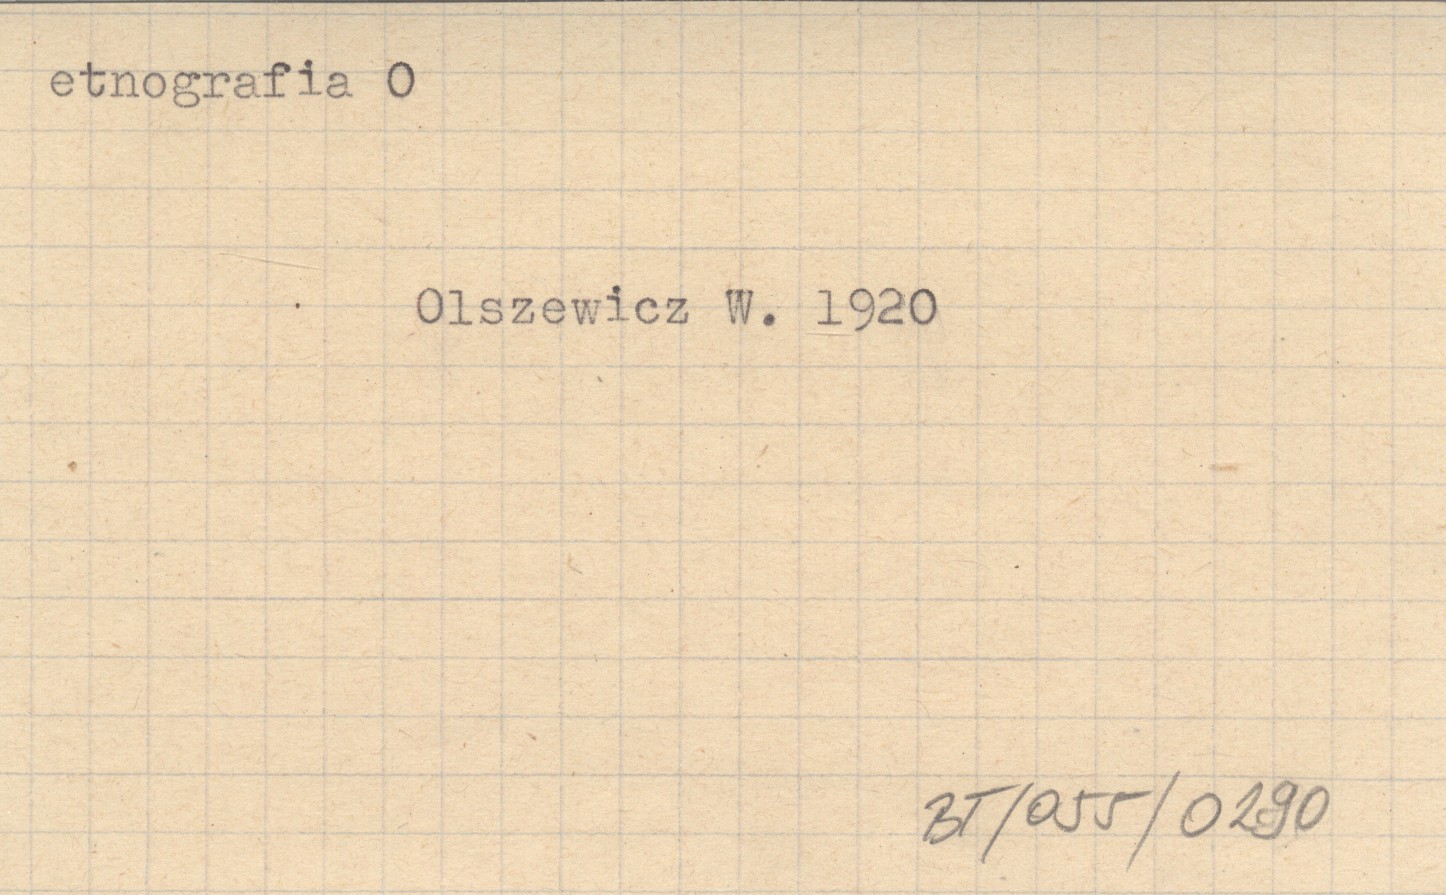 etnografia O
Olszewicz W. 1920
BT/055/0290